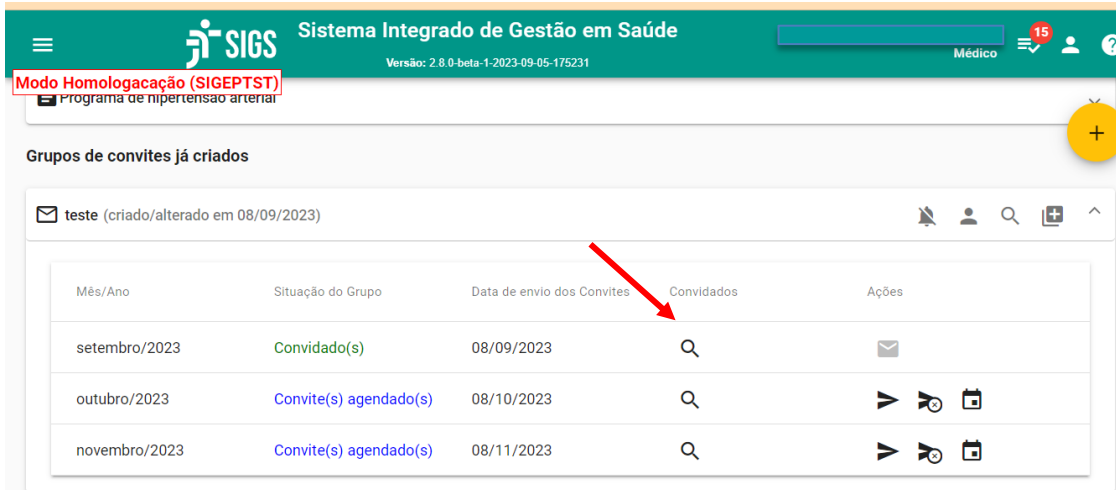 SIGS
Sistema Integrado de Gestão em Saúde
Versão: 2.8.0-beta-1-2023-09-05-175231
Médico
15
?
Modo Homologacação (SIGEPTST)
Programa de hipertensão arterial
+
Grupos de convites já criados
teste (criado/alterado em 08/09/2023)
Mês/Ano Situação do Grupo Data de envio dos Convites Convidados Ações
setembro/2023 Convidado(s) 08/09/2023
outubro/2023 Convite(s) agendado(s) 08/10/2023
novembro/2023 Convite(s) agendado(s) 08/11/2023